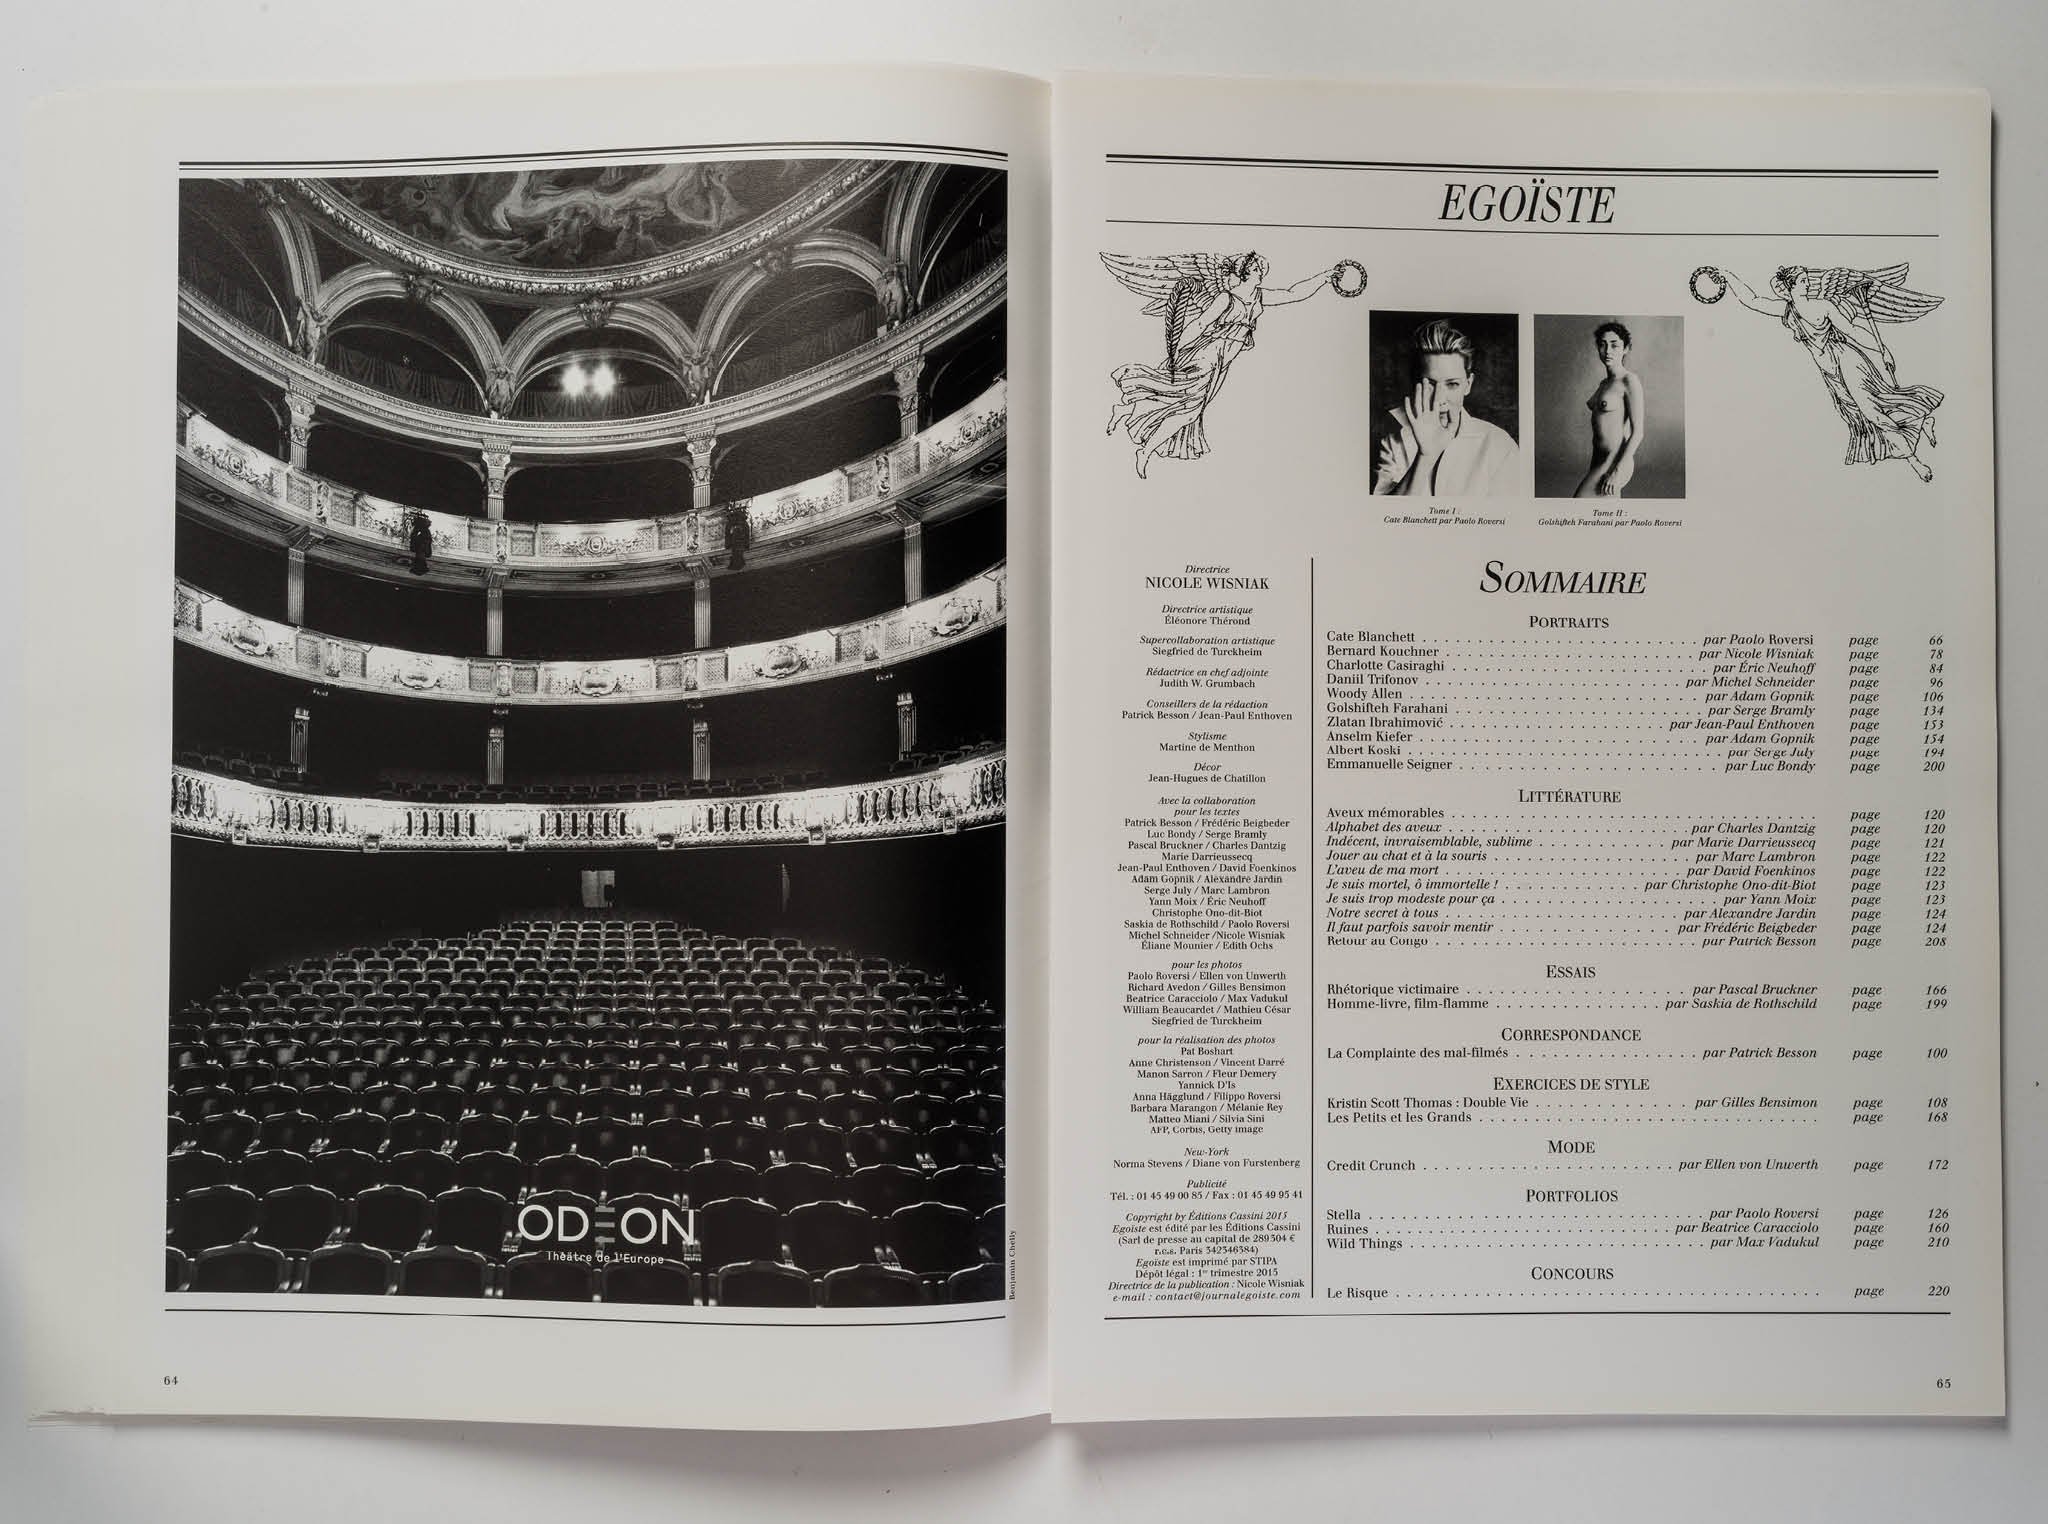 ODEON
Théâtre de l'Europe
Benjamin Chelly
64
EGOÏSTE
Tome I :
Cate Blanchett par Paolo Roversi
Tome II :
Golshifteh Farahani par Paolo Roversi
Directrice
NICOLE WISNIAK
Directrice artistique
Éléonore Thérond
Supercollaboration artistique
Siegfried de Turckheim
Rédactrice en chef adjointe
Judith W. Grumbach
Conseillers de la rédaction
Patrick Besson / Jean-Paul Enthoven
Stylisme
Martine de Menthon
Décor
Jean-Hugues de Chatillon
Avec la collaboration
pour les textes
Patrick Besson / Frédéric Beigbeder
Luc Bondy / Serge Bramly
Pascal Bruckner / Charles Dantzig
Marie Darrieussecq
Jean-Paul Enthoven / David Foenkinos
Adam Gopnik / Alexandre Jardin
Serge July / Marc Lambron
Yann Moix / Éric Neuhoff
Christophe Ono-dit-Biot
Saskia de Rothschild / Paolo Roversi
Michel Schneider /Nicole Wisniak
Éliane Mounier / Edith Ochs
pour les photos
Paolo Roversi / Ellen von Unwerth
Richard Avedon / Gilles Bensimon
Beatrice Caracciolo / Max Vadukul
William Beaucardet / Mathieu César
Siegfried de Turckheim
pour la réalisation des photos
Pat Boshart
Anne Christenson / Vincent Darré
Manon Sarron / Fleur Demery
Yannick D'Is
Anna Hägglund / Filippo Roversi
Barbara Marangon / Mélanie Rey
Matteo Miani / Silvia Sini
AFP, Corbis, Getty image
New-York
Norma Stevens / Diane von Furstenberg
Publicité
Tél. : 01 45 49 00 85 / Fax : 01 45 49 95 41
Copyright by Éditions Cassini 2015
Egoïste est édité par les Éditions Cassini
(Sarl de presse au capital de 289304 €
r.c.s. Paris 342346384)
Egoïste est imprimé par STIPA
Dépôt légal : 1er trimestre 2015
Directrice de la publication : Nicole Wisniak
e-mail : contact@journalegoiste.com
SOMMAIRE
PORTRAITS
Cate Blanchett . . . par Paolo Roversi page 66
Bernard Kouchner . . . par Nicole Wisniak page 78
Charlotte Casiraghi . . . par Éric Neuhoff page 84
Daniil Trifonov . . . par Michel Schneider page 96
Woody Allen . . . par Adam Gopnik page 106
Golshifteh Farahani . . . par Serge Bramly page 134
Zlatan Ibrahimović . . . par Jean-Paul Enthoven page 153
Anselm Kiefer . . . par Adam Gopnik page 154
Albert Koski . . . par Serge July page 194
Emmanuelle Seigner . . . par Luc Bondy page 200
LITTÉRATURE
Aveux mémorables . . . page 120
Alphabet des aveux . . . par Charles Dantzig page 120
Indécent, invraisemblable, sublime . . . par Marie Darrieussecq page 121
Jouer au chat et à la souris . . . par Marc Lambron page 122
L'aveu de ma mort . . . par David Foenkinos page 122
Je suis mortel, ô immortelle ! . . . par Christophe Ono-dit-Biot page 123
Je suis trop modeste pour ça . . . par Yann Moix page 123
Notre secret à tous . . . par Alexandre Jardin page 124
Il faut parfois savoir mentir . . . par Frédéric Beigbeder page 124
Retour au Congo . . . par Patrick Besson page 208
ESSAIS
Rhétorique victimaire . . . par Pascal Bruckner page 166
Homme-livre, film-flamme . . . par Saskia de Rothschild page 199
CORRESPONDANCE
La Complainte des mal-filmés . . . par Patrick Besson page 100
EXERCICES DE STYLE
Kristin Scott Thomas : Double Vie . . . par Gilles Bensimon page 108
Les Petits et les Grands . . . page 168
MODE
Credit Crunch . . . par Ellen von Unwerth page 172
PORTFOLIOS
Stella . . . par Paolo Roversi page 126
Ruines . . . par Beatrice Caracciolo page 160
Wild Things . . . par Max Vadukul page 210
CONCOURS
Le Risque . . . page 220
65